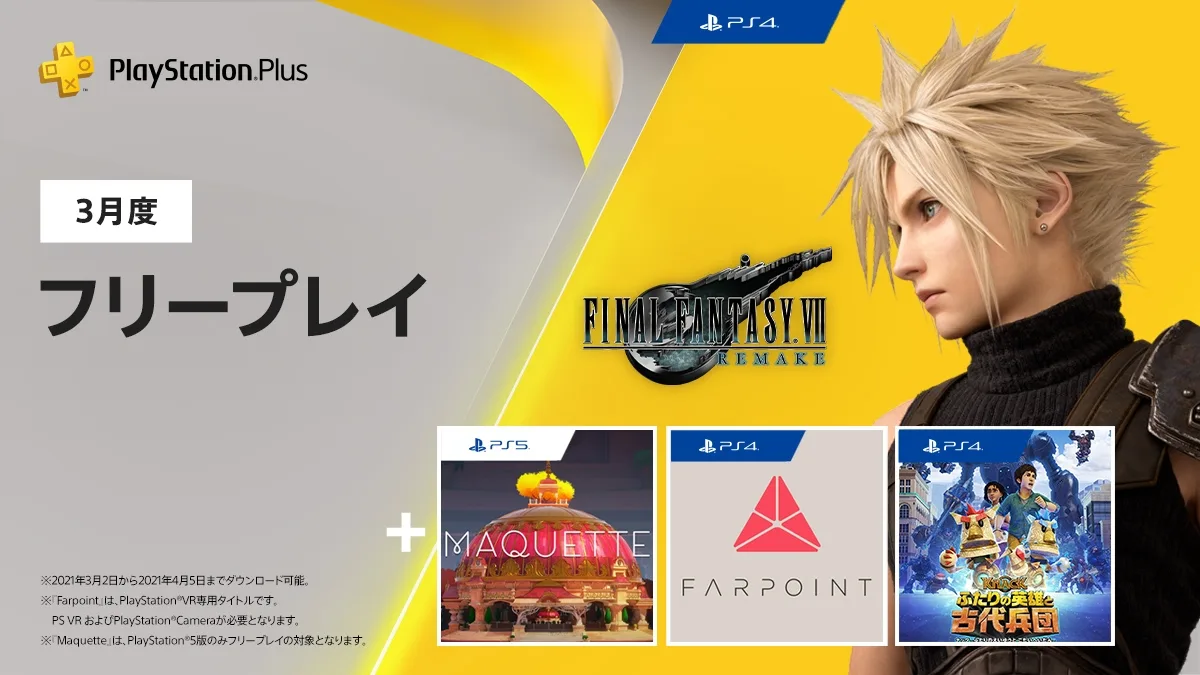 PlayStation®Plus
3月度
フリープレイ
PS4
FINAL FANTASY VII
REMAKE
+
PS5
MAQUETTE
PS4
FARPOINT
PS4
KNACK
ふたりの英雄と
古代兵団
※2021年3月2日から2021年4月5日までダウンロード可能。
※『Farpoint』は、PlayStation®VR専用タイトルです。
PS VR およびPlayStation®Cameraが必要となります。
※『Maquette』は、PlayStation®5版のみフリープレイの対象となります。